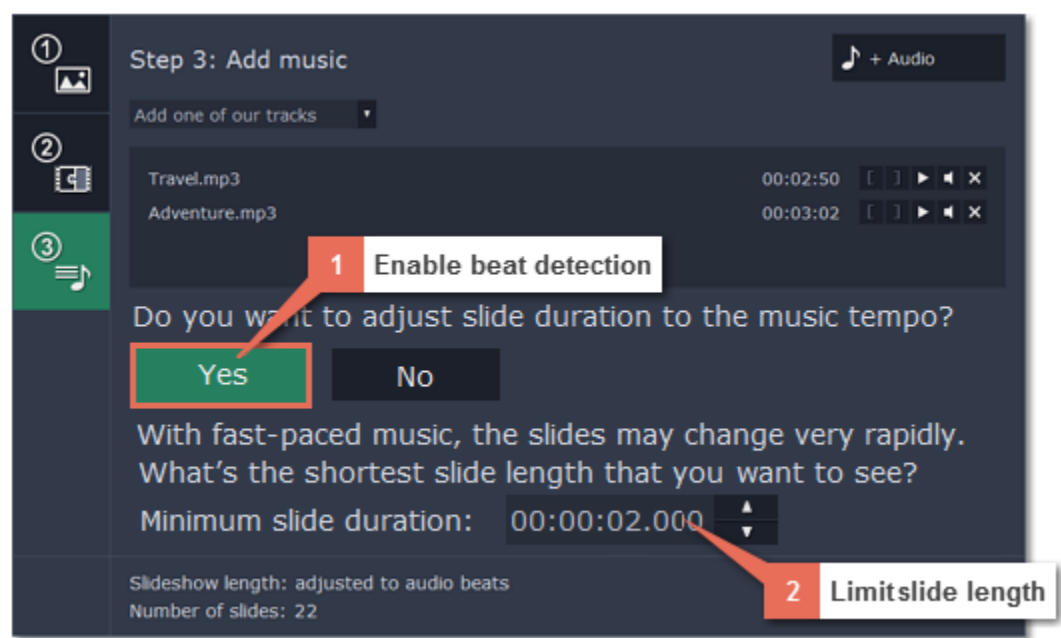 1
2
3
Step 3: Add music
+ Audio
Add one of our tracks
Travel.mp3 00:02:50 [ ]
Adventure.mp3 00:03:02 [ ]
1 Enable beat detection
Do you want to adjust slide duration to the music tempo?
Yes No
With fast-paced music, the slides may change very rapidly.
What's the shortest slide length that you want to see?
Minimum slide duration: 00:00:02.000
2 Limit slide length
Slideshow length: adjusted to audio beats
Number of slides: 22